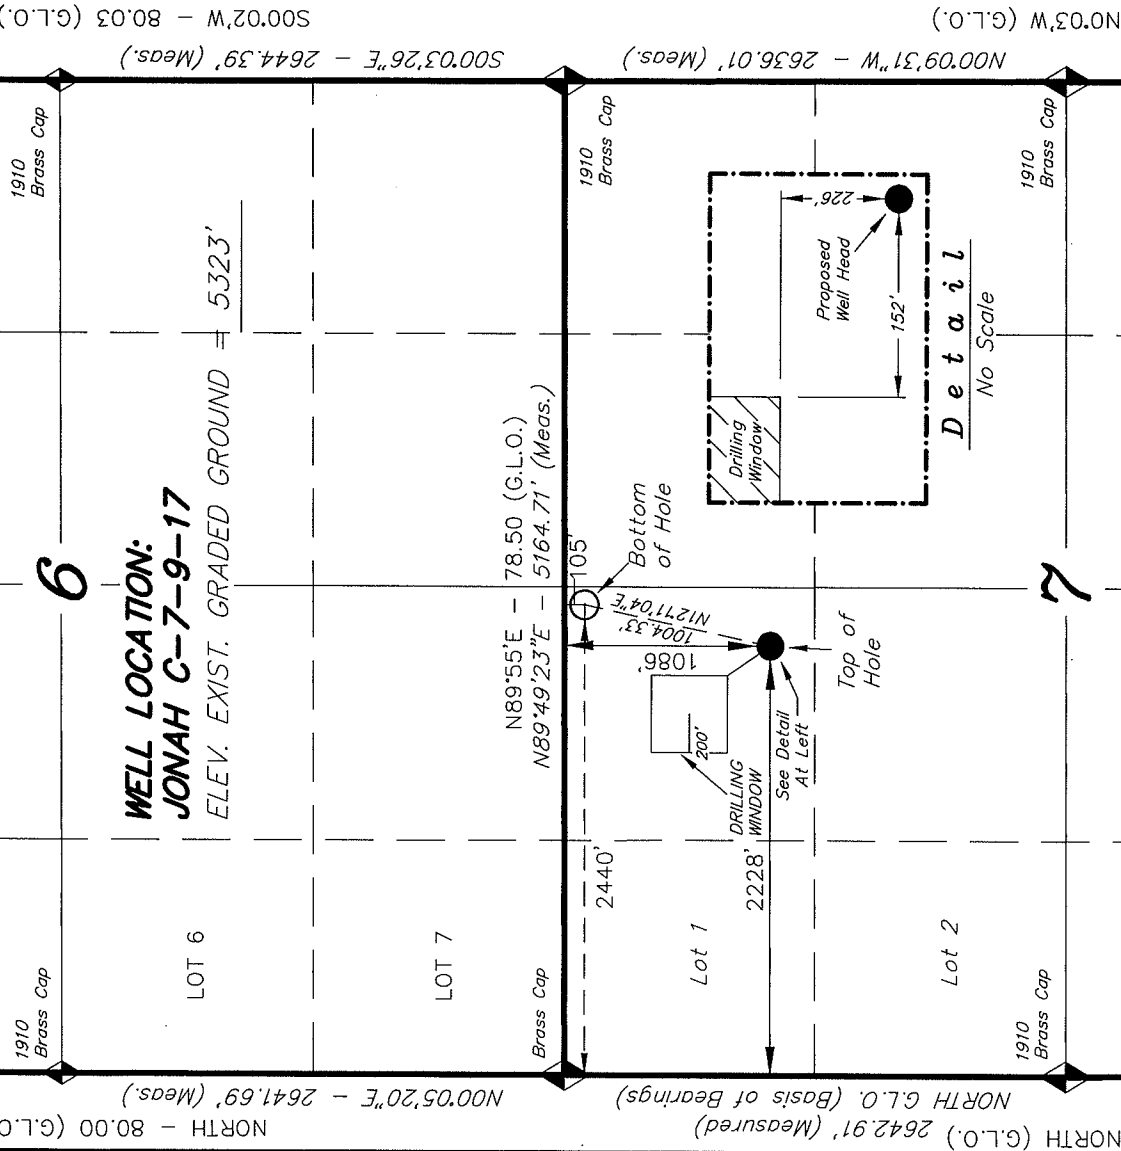 S00°02'W - 80.03 (G.L.O.)
S00°03'26"E - 2644.39' (Meas.)
N0°03'W (G.L.O.)
N00°09'31"W - 2636.01' (Meas.)
1910
Brass Cap
1910
Brass Cap
1910
Brass Cap
6
WELL LOCATION:
JONAH C-7-9-17
ELEV. EXIST. GRADED GROUND = 5323'
LOT 6
LOT 7
N89°55'E - 78.50 (G.L.O.)
N89°49'23"E - 5164.71' (Meas.)
226'
Proposed
Well Head
152'
Drilling
Window
Detail
No Scale
105'
Bottom
of Hole
N12°11'04"E
1004.33'
1086'
Top of
Hole
See Detail
At Left
200'
DRILLING
WINDOW
2440'
2228'
Lot 1
Lot 2
7
1910
Brass Cap
Brass Cap
1910
Brass Cap
NORTH - 80.00 (G.L.O
N00°05'20"E - 2641.69' (Meas.)
NORTH G.L.O. (Basis of Bearings)
2642.91' (Measured)
NORTH (G.L.O.)